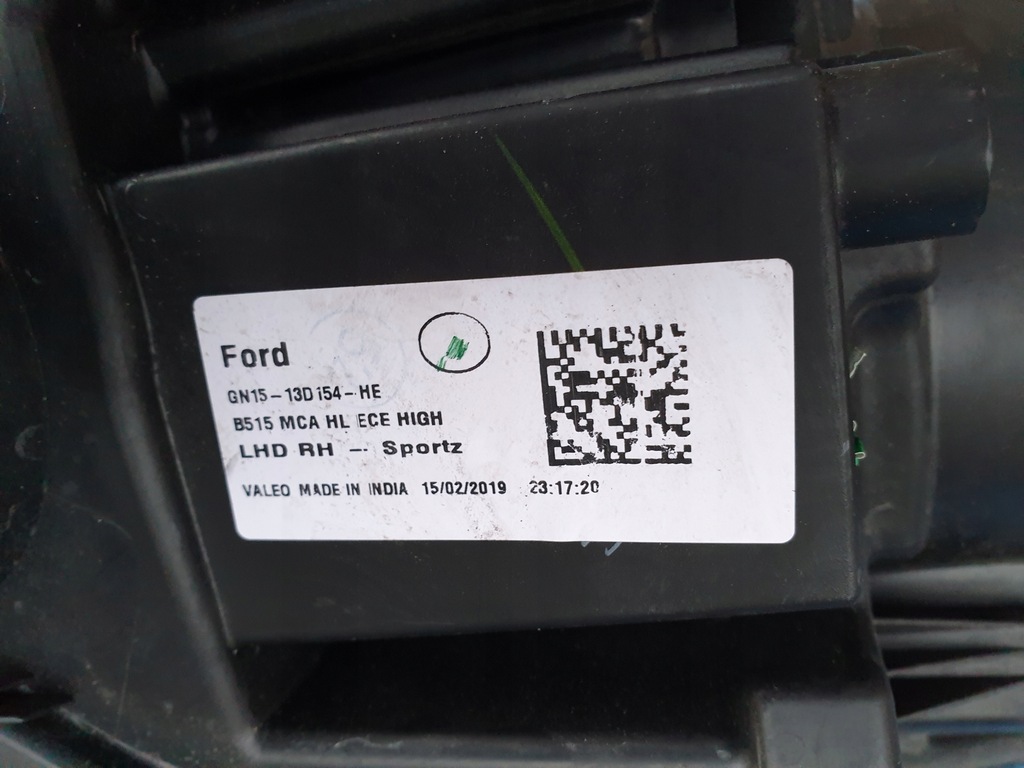 Ford
GN15-13D154-HE
B515 MCA HL ECE HIGH
LHD RH -- Sportz
VALEO MADE IN INDIA 15/02/2019 23:17:20